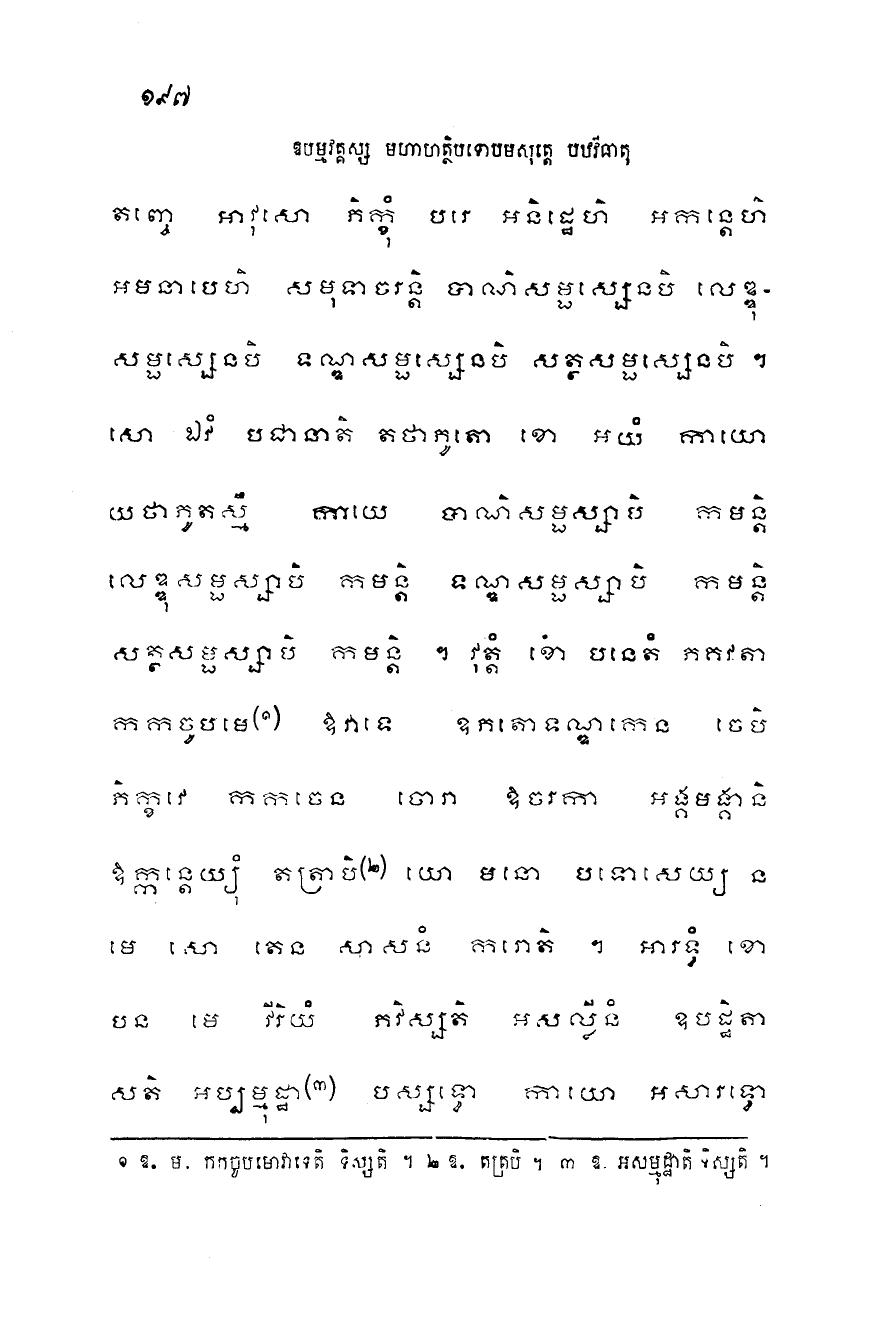 ១៩៧
ឧបម្មវគ្គស្ស មហាហត្ថិបទោបមសុត្តេ បឋវីធាតុ
តញ្ចេ អាវុសោ ភិក្ខុំ បរេ អនិដ្ឋេហិ អកន្តេហិ
អមនាបេហិ សមុទាចរន្តិ បាណិសម្ផស្សេនបិ លេឌ្ឌុ-
សម្ផស្សេនបិ ទណ្ឌសម្ផស្សេនបិ សត្ថសម្ផស្សេនបិ ។
សោ ឯវំ បជានាតិ តថាភូតោ ខោ អយំ កាយោ
យថាភូតស្មឹ កាយេ បាណិសម្ផស្សាបិ កមន្តិ
លេឌ្ឌុសម្ផស្សាបិ កមន្តិ ទណ្ឌសម្ផស្សាបិ កមន្តិ
សត្ថសម្ផស្សាបិ កមន្តិ ។ វុត្តំ ខោ បនេតំ ភគវតា
កកចូបមេ(១) ឱវាទេ ឧភតោទណ្ឌកេន ចេបិ
ភិក្ខវេ កកចេន ចោរា ឱចរកា អង្គមង្គានិ
ឱក្កន្តេយ្យុំ តត្រាបិ(២) យោ មនោ បទោសេយ្យ ន
មេ សោ តេន សាសនំ ករោតិ ។ អារទ្ធំ ខោ
បន មេ វីរិយំ ភវិស្សតិ អសល្លីនំ ឧបដ្ឋិតា
សតិ អប្បម្មុដ្ឋា(៣) បស្សទ្ធោ កាយោ អសារទ្ធោ
១ ឧ. ម. កកចូបមោវាទេតិ ទិស្សតិ ។ ២ ឧ. តត្របិ ។ ៣ ឧ. អសម្មុដ្ឋាតិ ទិស្សតិ ។